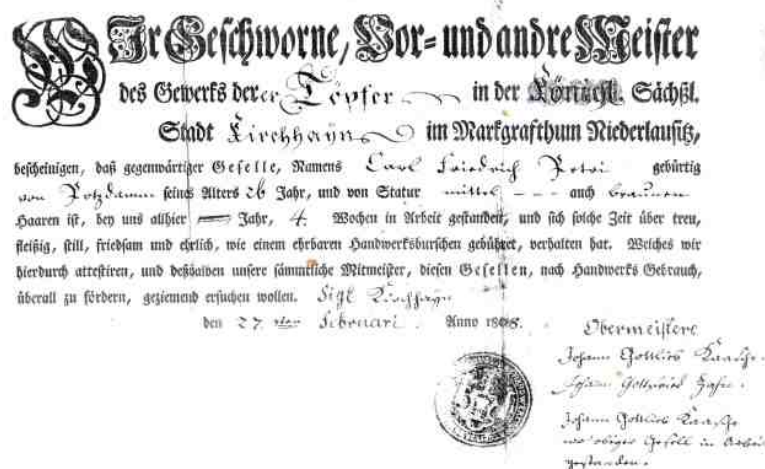 Wir Geschworne, Vor- und andre Meister
des Gewerks derer Töpfer in der Königl. Sächßl.
Stadt Kirchhayn im Markgrafthum Niederlausitz,
bescheinigen, daß gegenwärtiger Geselle, Namens Carl Friedrich Petri gebürtig
von Potzdamm seines Alters 26 Jahr, und von Statur mittel - - - auch braunen
Haaren ist, bey uns allhier Jahr, 4. Wochen in Arbeit gestanden, und sich solche Zeit über treu,
fleißig, still, friedsam und ehrlich, wie einem ehrbaren Handwerksburschen gebühret, verhalten hat. Welches wir
hierdurch attestiren, und deßhalben unsere sämmtliche Mitmeister, diesen Gesellen, nach Handwerks Gebrauch,
überall zu fördern, geziemend ersuchen wollen. Sigl Kirchhayn
den 27 Februari. Anno 1808.
Obermeistere
Johann Gottlieb
Johann Gottfried
Johann Gottlieb
wo obiger Gesell in Arbeit
gestanden.